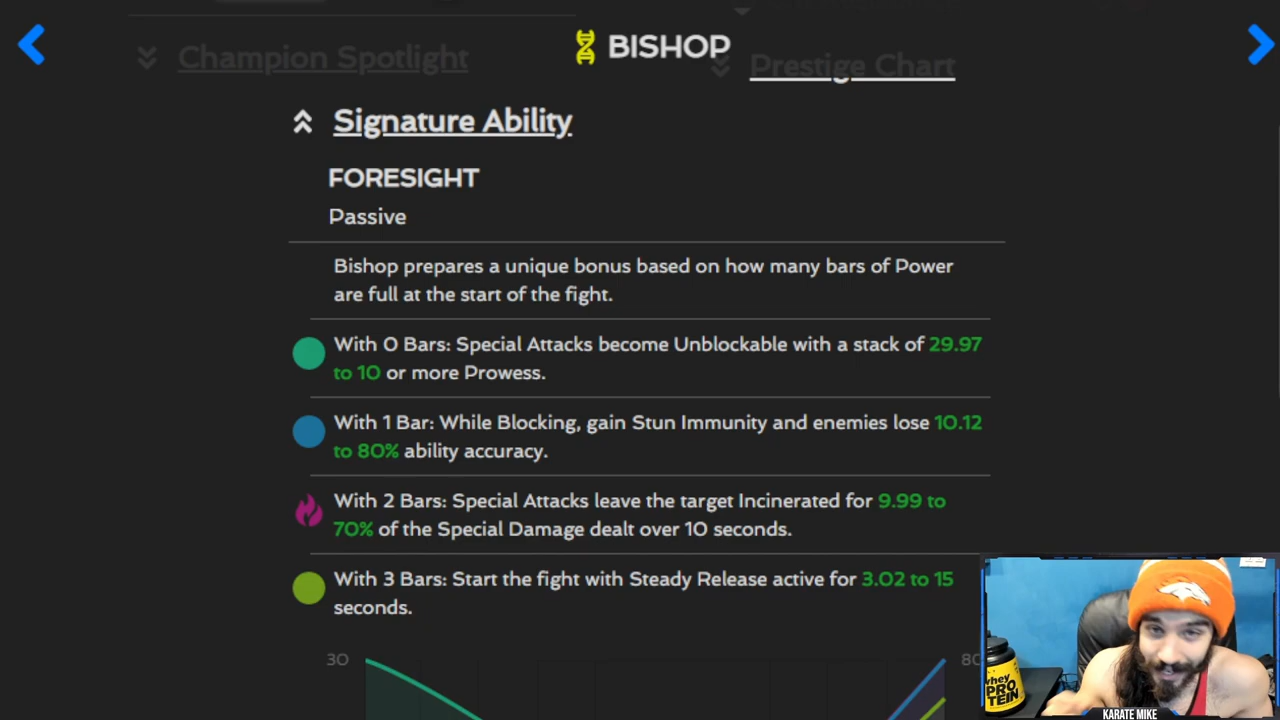 BISHOP
Champion Spotlight
Prestige Chart
Signature Ability
FORESIGHT
Passive
Bishop prepares a unique bonus based on how many bars of Power
are full at the start of the fight.
With 0 Bars: Special Attacks become Unblockable with a stack of 29.97
to 10 or more Prowess.
With 1 Bar: While Blocking, gain Stun Immunity and enemies lose 10.12
to 80% ability accuracy.
With 2 Bars: Special Attacks leave the target Incinerated for 9.99 to
70% of the Special Damage dealt over 10 seconds.
With 3 Bars: Start the fight with Steady Release active for 3.02 to 15
seconds.
30
80
whey
PRO
TEIN
KARATE MIKE